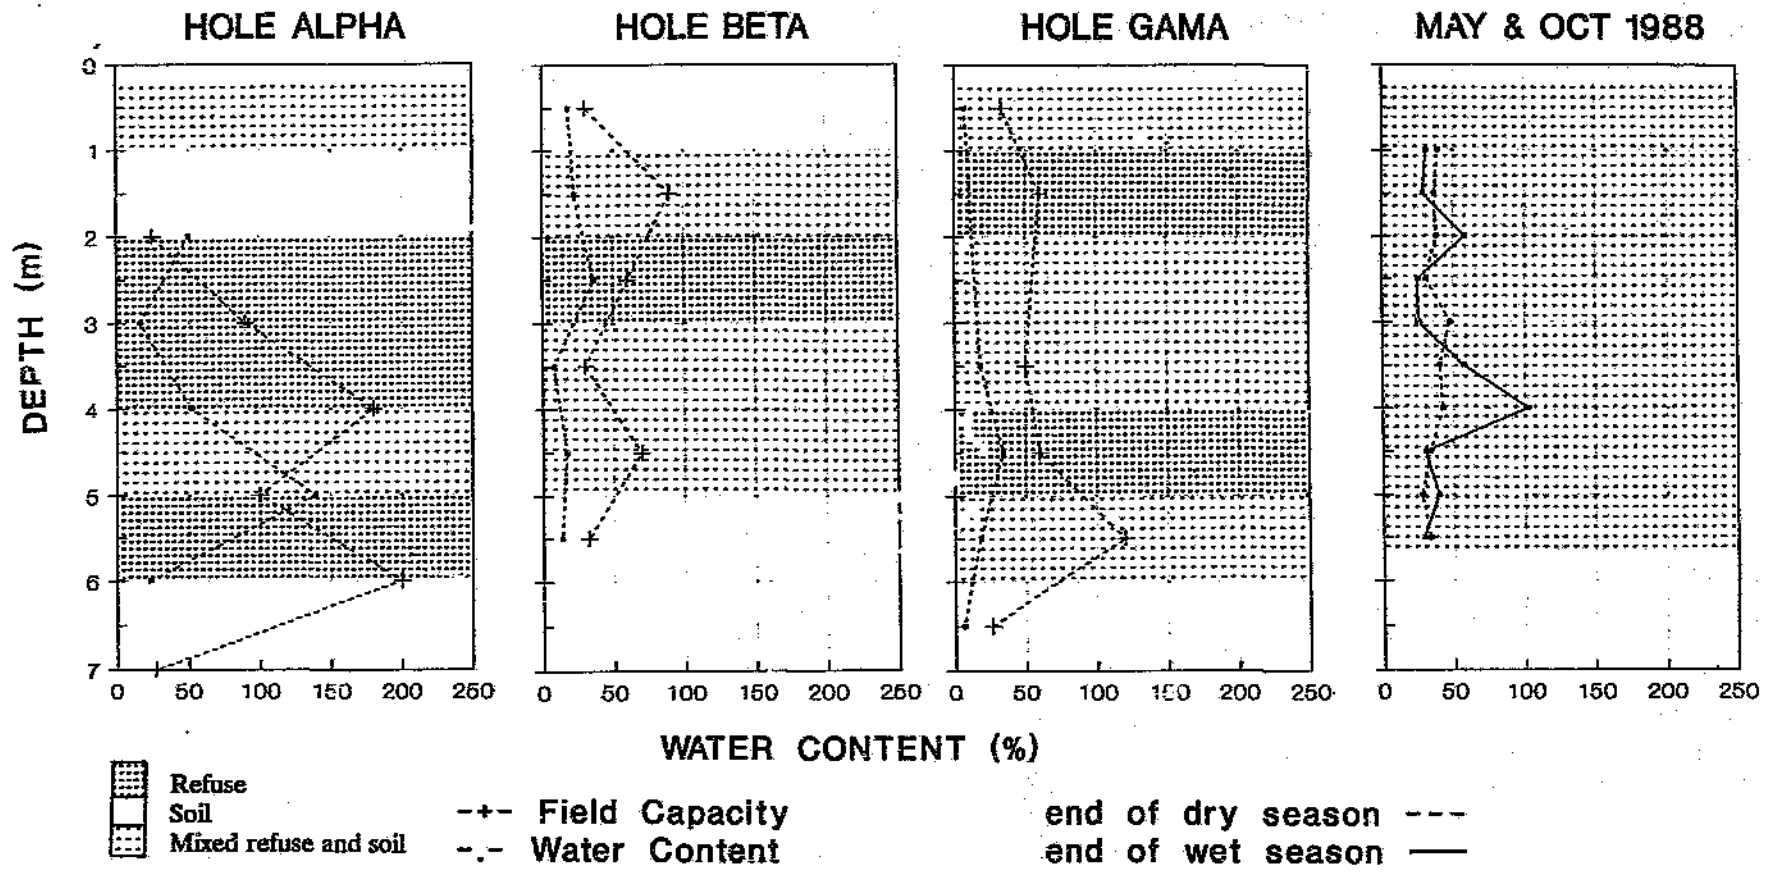 HOLE ALPHA HOLE BETA HOLE GAMA MAY & OCT 1988
0
1
2
3
4
5
6
7
DEPTH (m)
0 50 100 150 200 250 0 50 100 150 200 250 0 50 100 150 200 250 0 50 100 150 200 250
WATER CONTENT (%)
Refuse
Soil
Mixed refuse and soil
-+- Field Capacity
-.- Water Content
end of dry season ----
end of wet season —